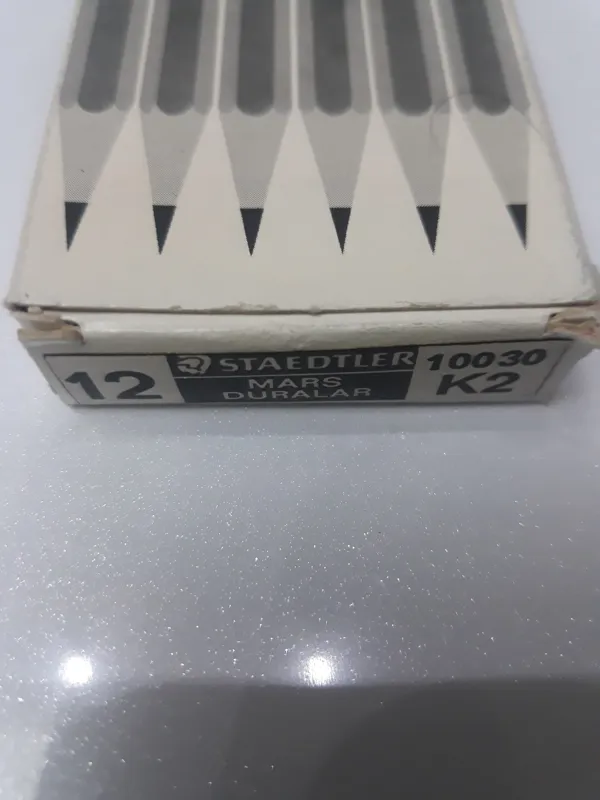 12
STAEDTLER
MARS
DURALAR
10030
K2